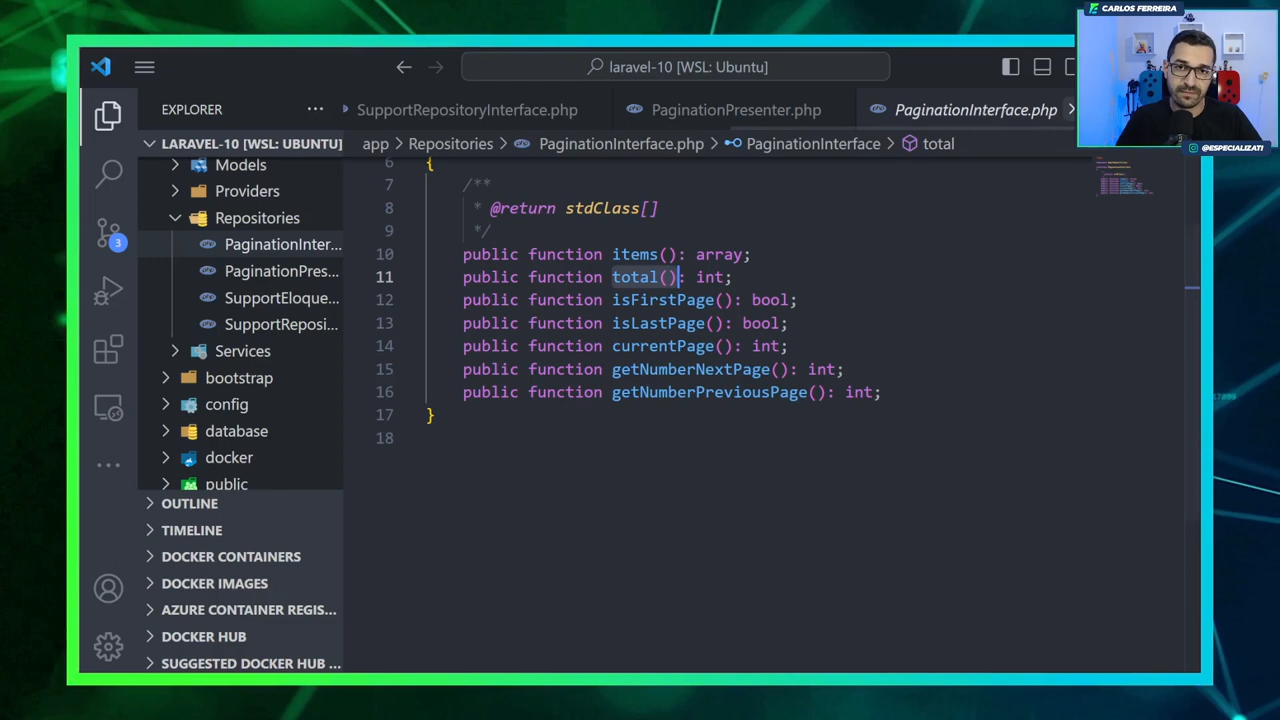 CARLOS FERREIRA
@ESPECIALIZATI
laravel-10 [WSL: Ubuntu]
EXPLORER
SupportRepositoryInterface.php
PaginationPresenter.php
PaginationInterface.php
LARAVEL-10 [WSL: UBUNTU]
app > Repositories > PaginationInterface.php > PaginationInterface > total
Models
Providers
Repositories
PaginationInter...
PaginationPres...
SupportEloque...
SupportReposi...
Services
bootstrap
config
database
docker
public
3
OUTLINE
TIMELINE
DOCKER CONTAINERS
DOCKER IMAGES
AZURE CONTAINER REGIS...
DOCKER HUB
SUGGESTED DOCKER HUB ...
6 {
7 /**
8 * @return stdClass[]
9 */
10 public function items(): array;
11 public function total(): int;
12 public function isFirstPage(): bool;
13 public function isLastPage(): bool;
14 public function currentPage(): int;
15 public function getNumberNextPage(): int;
16 public function getNumberPreviousPage(): int;
17 }
18